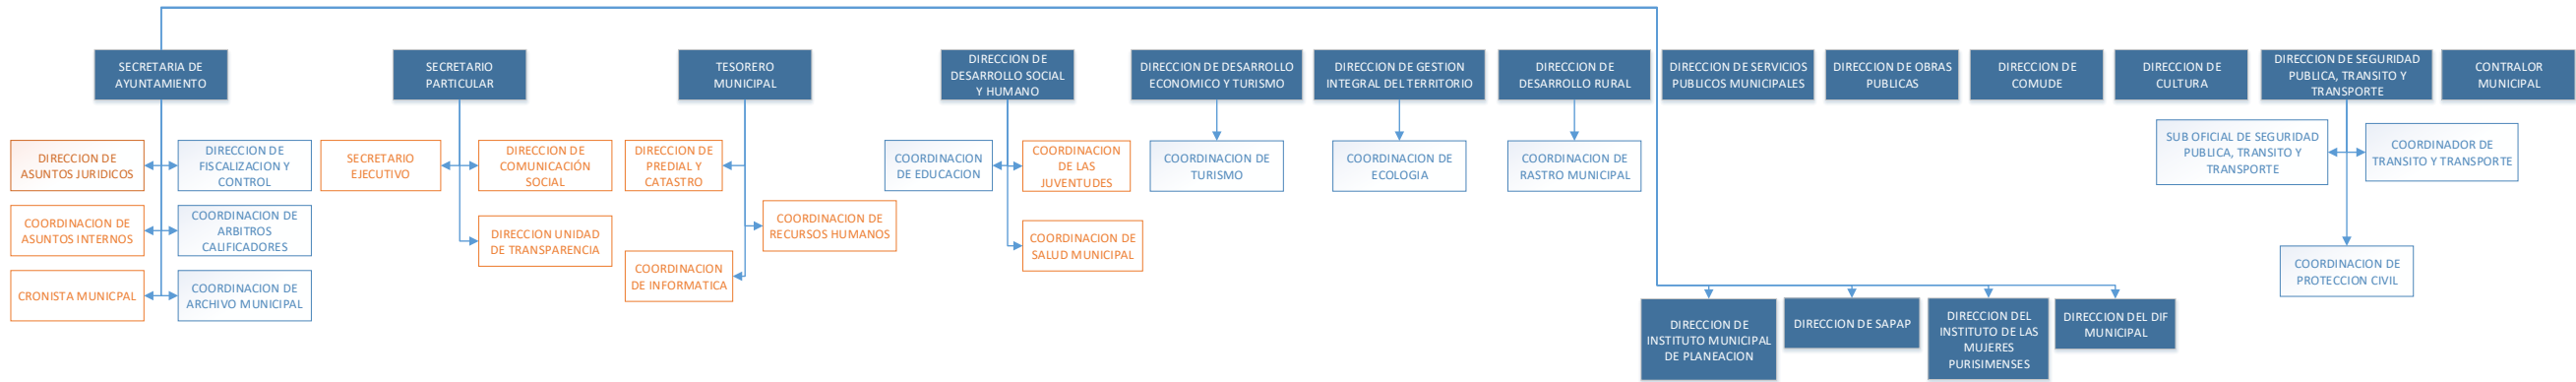 SECRETARIA DE
AYUNTAMIENTO
SECRETARIO
PARTICULAR
TESORERO
MUNICIPAL
DIRECCION DE
DESARROLLO SOCIAL
Y HUMANO
DIRECCION DE DESARROLLO
ECONOMICO Y TURISMO
DIRECCION DE GESTION
INTEGRAL DEL TERRITORIO
DIRECCION DE
DESARROLLO RURAL
DIRECCION DE SERVICIOS
PUBLICOS MUNICIPALES
DIRECCION DE OBRAS
PUBLICAS
DIRECCION DE
COMUDE
DIRECCION DE
CULTURA
DIRECCION DE SEGURIDAD
PUBLICA, TRANSITO Y
TRANSPORTE
CONTRALOR
MUNICIPAL
DIRECCION DE
ASUNTOS JURIDICOS
DIRECCION DE
FISCALIZACION Y
CONTROL
SECRETARIO
EJECUTIVO
DIRECCION DE
COMUNICACIÓN
SOCIAL
DIRECCION DE
PREDIAL Y
CATASTRO
COORDINACION
DE EDUCACION
COORDINACION
DE LAS
JUVENTUDES
COORDINACION DE
TURISMO
COORDINACION DE
ECOLOGIA
COORDINACION DE
RASTRO MUNICIPAL
SUB OFICIAL DE SEGURIDAD
PUBLICA, TRANSITO Y
TRANSPORTE
COORDINADOR DE
TRANSITO Y TRANSPORTE
COORDINACION DE
ASUNTOS INTERNOS
COORDINACION DE
ARBITROS
CALIFICADORES
DIRECCION UNIDAD
DE TRANSPARENCIA
COORDINACION DE
RECURSOS HUMANOS
COORDINACION DE
SALUD MUNICIPAL
COORDINACION
DE INFORMATICA
COORDINACION DE
PROTECCION CIVIL
CRONISTA MUNICPAL
COORDINACION DE
ARCHIVO MUNICIPAL
DIRECCION DE
INSTITUTO MUNICIPAL
DE PLANEACION
DIRECCION DE SAPAP
DIRECCION DEL
INSTITUTO DE LAS
MUJERES
PURISIMENSES
DIRECCION DEL DIF
MUNICIPAL